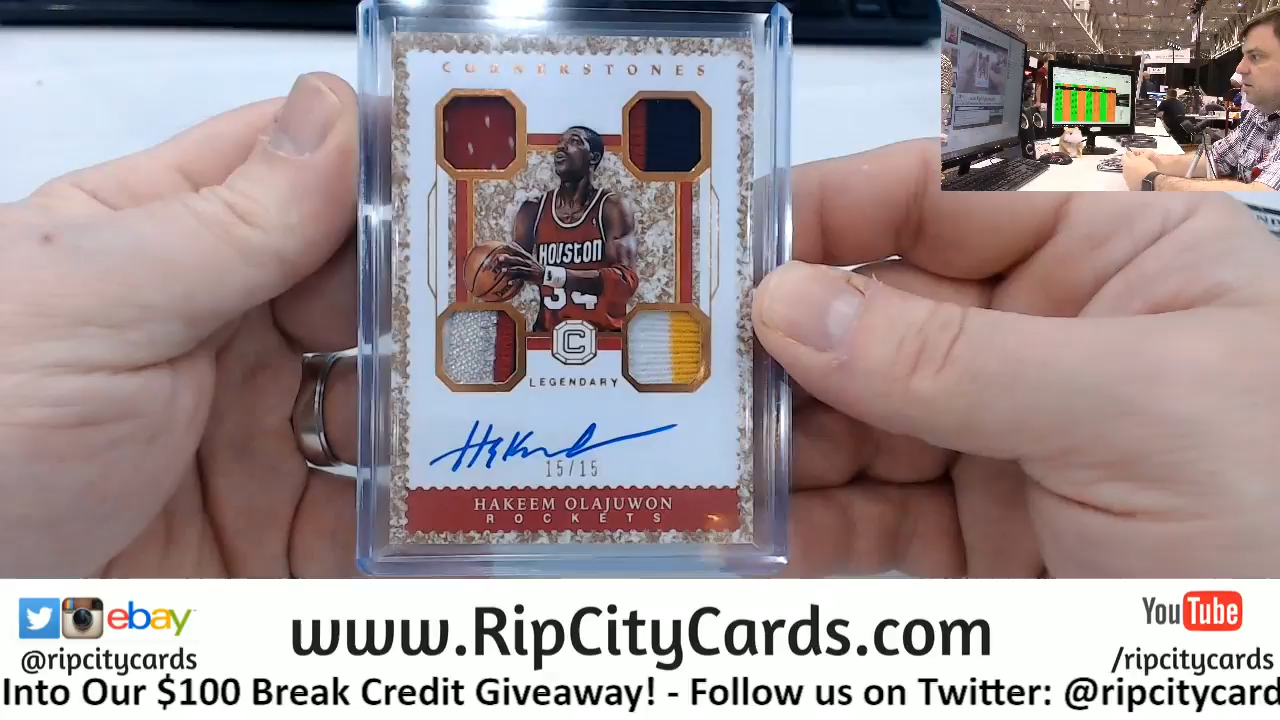 CORNERSTONES
HOUSTON
34
C
LEGENDARY
15/15
HAKEEM OLAJUWON
ROCKETS
ebay
@ripcitycards
www.RipCityCards.com
YouTube
/ripcitycards
Into Our $100 Break Credit Giveaway! - Follow us on Twitter: @ripcitycard